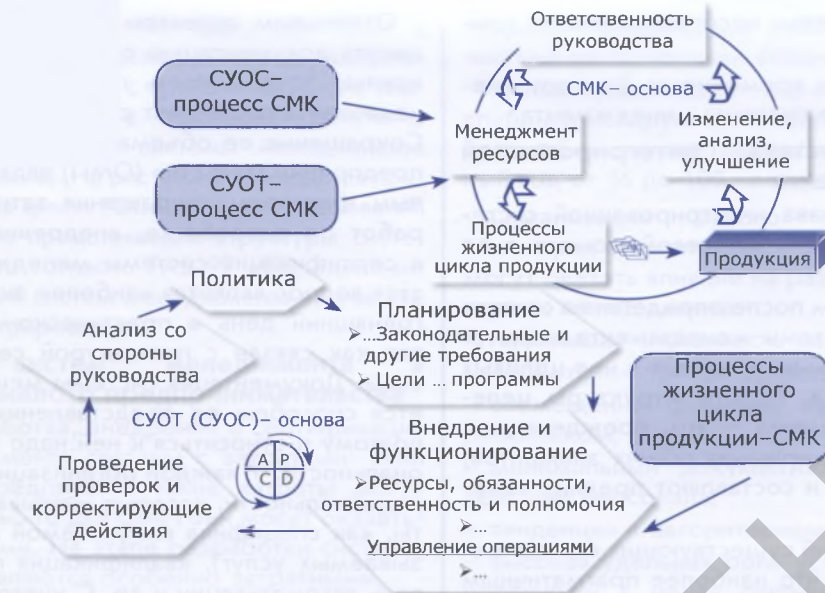 Ответственность
руководства
СУОС–
процесс СМК
СМК– основа
Менеджмент
ресурсов
Изменение,
анализ,
улучшение
СУОТ–
процесс СМК
Процессы
жизненного
цикла продукции
Продукция
Политика
Планирование
➢...Законодательные и
другие требования
➢ Цели ... программы
Анализ со
стороны
руководства
Процессы
жизненного
цикла
продукции–СМК
СУОТ (СУОС)– основа
Внедрение и
функционирование
➢Ресурсы, обязанности,
ответственность и полномочия
➢...
Управление операциями
➢...
A P
C D
Проведение
проверок и
корректирующие
действия